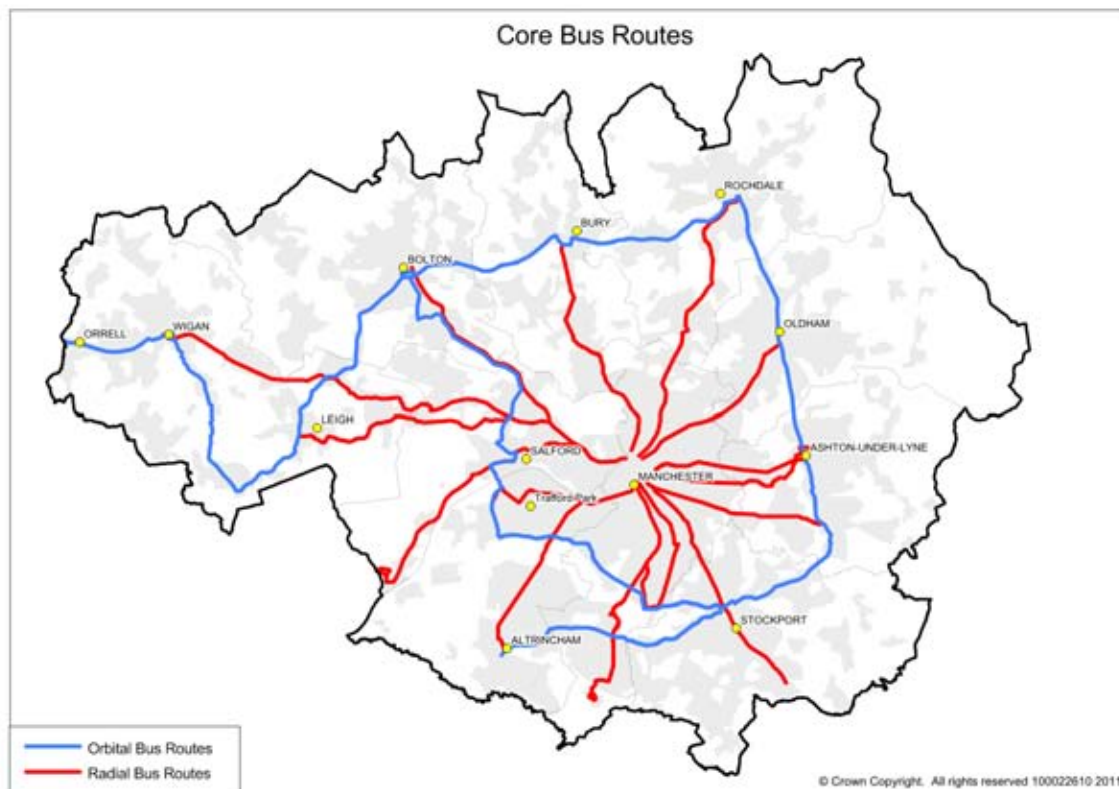 Core Bus Routes
ROCHDALE
BURY
BOLTON
OLDHAM
WIGAN
ORRELL
LEIGH
SALFORD
ASHTON-UNDER-LYNE
MANCHESTER
Trafford Park
STOCKPORT
ALTRINCHAM
Orbital Bus Routes
Radial Bus Routes
© Crown Copyright. All rights reserved 100022610 2011